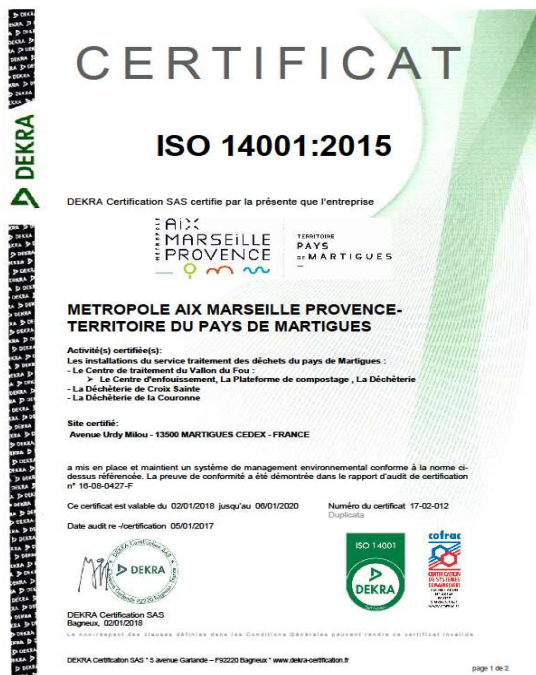 CERTIFICAT
ISO 14001:2015
DEKRA
DEKRA Certification SAS certifie par la présente que l'entreprise
METROPOLE
AIX
MARSEILLE
PROVENCE
TERRITOIRE
PAYS
DE MARTIGUES
METROPOLE AIX MARSEILLE PROVENCE-
TERRITOIRE DU PAYS DE MARTIGUES
Activité(s) certifiée(s):
Les installations du service traitement des déchets du pays de Martigues :
- Le Centre de traitement du Vallon du Fou :
➤ Le Centre d'enfouissement, La Plateforme de compostage , La Déchèterie
- La Déchèterie de Croix Sainte
- La Déchèterie de la Couronne
Site certifié:
Avenue Urdy Milou - 13500 MARTIGUES CEDEX - FRANCE
a mis en place et maintient un système de management environnemental conforme à la norme ci-
dessus référencée. La preuve de conformité a été démontrée dans le rapport d'audit de certification
n° 16-08-0427-F
Ce certificat est valable du 02/01/2018 jusqu'au 06/01/2020
Numéro du certificat 17-02-012
Duplicata
Date audit re -/certification 05/01/2017
DEKRA
ISO 14001
DEKRA
cofrac
CERTIFICATION
DE SYSTEMES
DE MANAGEMENT
DEKRA Certification SAS
Bagneux, 02/01/2018
Le non-respect des clauses définies dans les Conditions Générales peuvent rendre ce certificat invalide
DEKRA Certification SAS * 5 avenue Garlande – F92220 Bagneux * www.dekra-certification.fr
page 1 de 2